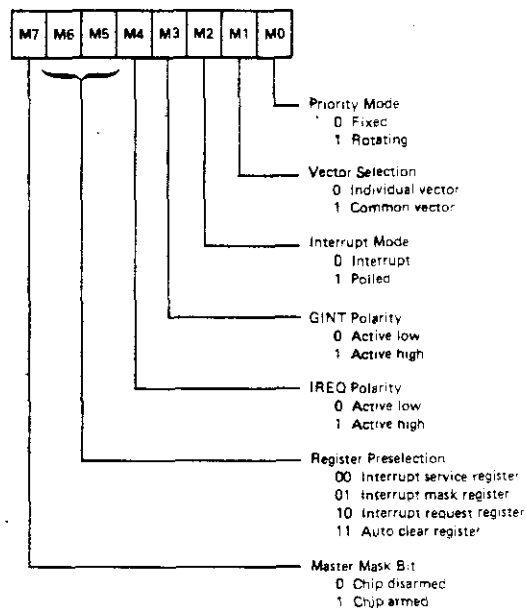 M7 M6 M5 M4 M3 M2 M1 M0
Priority Mode
0 Fixed
1 Rotating
Vector Selection
0 Individual vector
1 Common vector
Interrupt Mode
0 Interrupt
1 Polled
GINT Polarity
0 Active low
1 Active high
IREQ Polarity
0 Active low
1 Active high
Register Preselection
00 Interrupt service register
01 Interrupt mask register
10 Interrupt request register
11 Auto clear register
Master Mask Bit
0 Chip disarmed
1 Chip armed